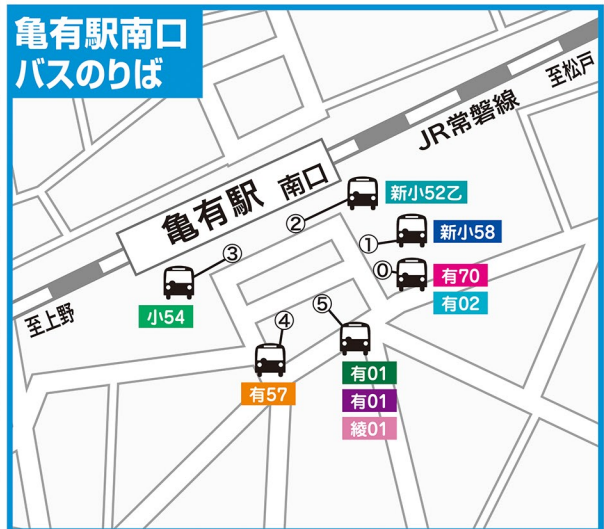 亀有駅南口
バスのりば
至松戸
JR常磐線
亀有駅 南口
②
新小52乙
①
新小58
⓪
有70
有02
③
小54
至上野
④
有57
⑤
有01
有01
綾01